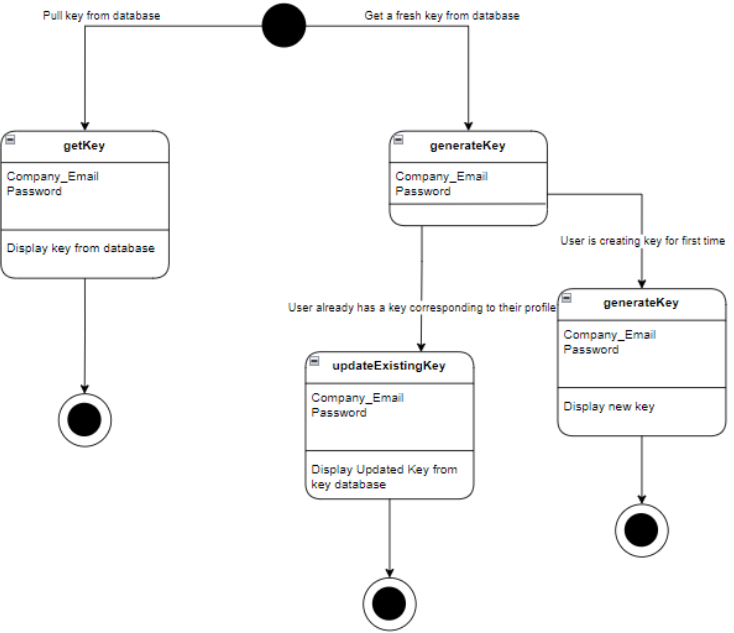 Pull key from database
Get a fresh key from database
getKey
Company_Email
Password
Display key from database
generateKey
Company_Email
Password
User is creating key for first time
User already has a key corresponding to their profile
generateKey
Company_Email
Password
Display new key
updateExistingKey
Company_Email
Password
Display Updated Key from
key database